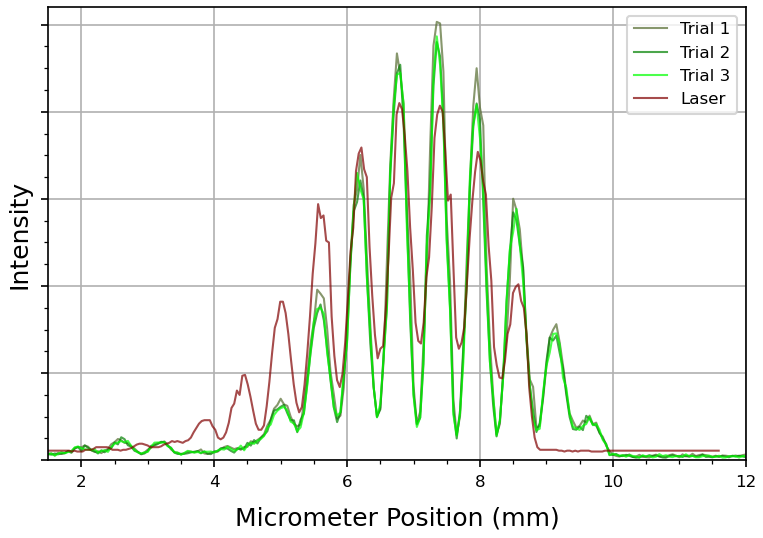 Trial 1
Trial 2
Trial 3
Laser
Intensity
2 4 6 8 10 12
Micrometer Position (mm)